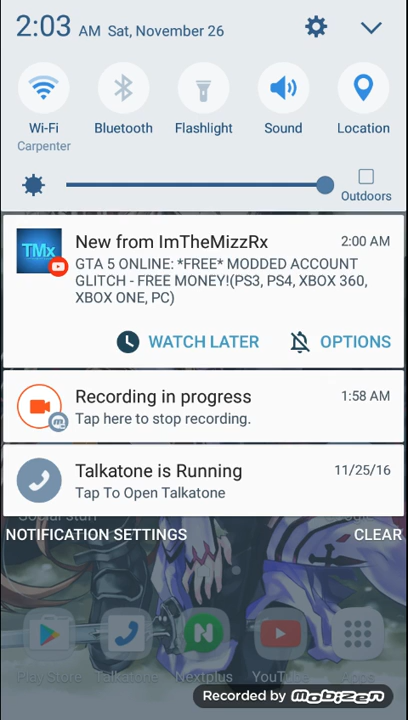 2:03 AM Sat, November 26
Wi-Fi
Bluetooth
Flashlight
Sound
Location
Carpenter
Outdoors
TMx
New from ImTheMizzRx 2:00 AM
GTA 5 ONLINE: *FREE* MODDED ACCOUNT
GLITCH - FREE MONEY!(PS3, PS4, XBOX 360,
XBOX ONE, PC)
WATCH LATER
OPTIONS
Recording in progress 1:58 AM
Tap here to stop recording.
Talkatone is Running 11/25/16
Tap To Open Talkatone
Social stuff
NOTIFICATION SETTINGS
CLEAR
N
Play Store
Talkatone
Nextplus
YouTube
Apps
Recorded by mobizen